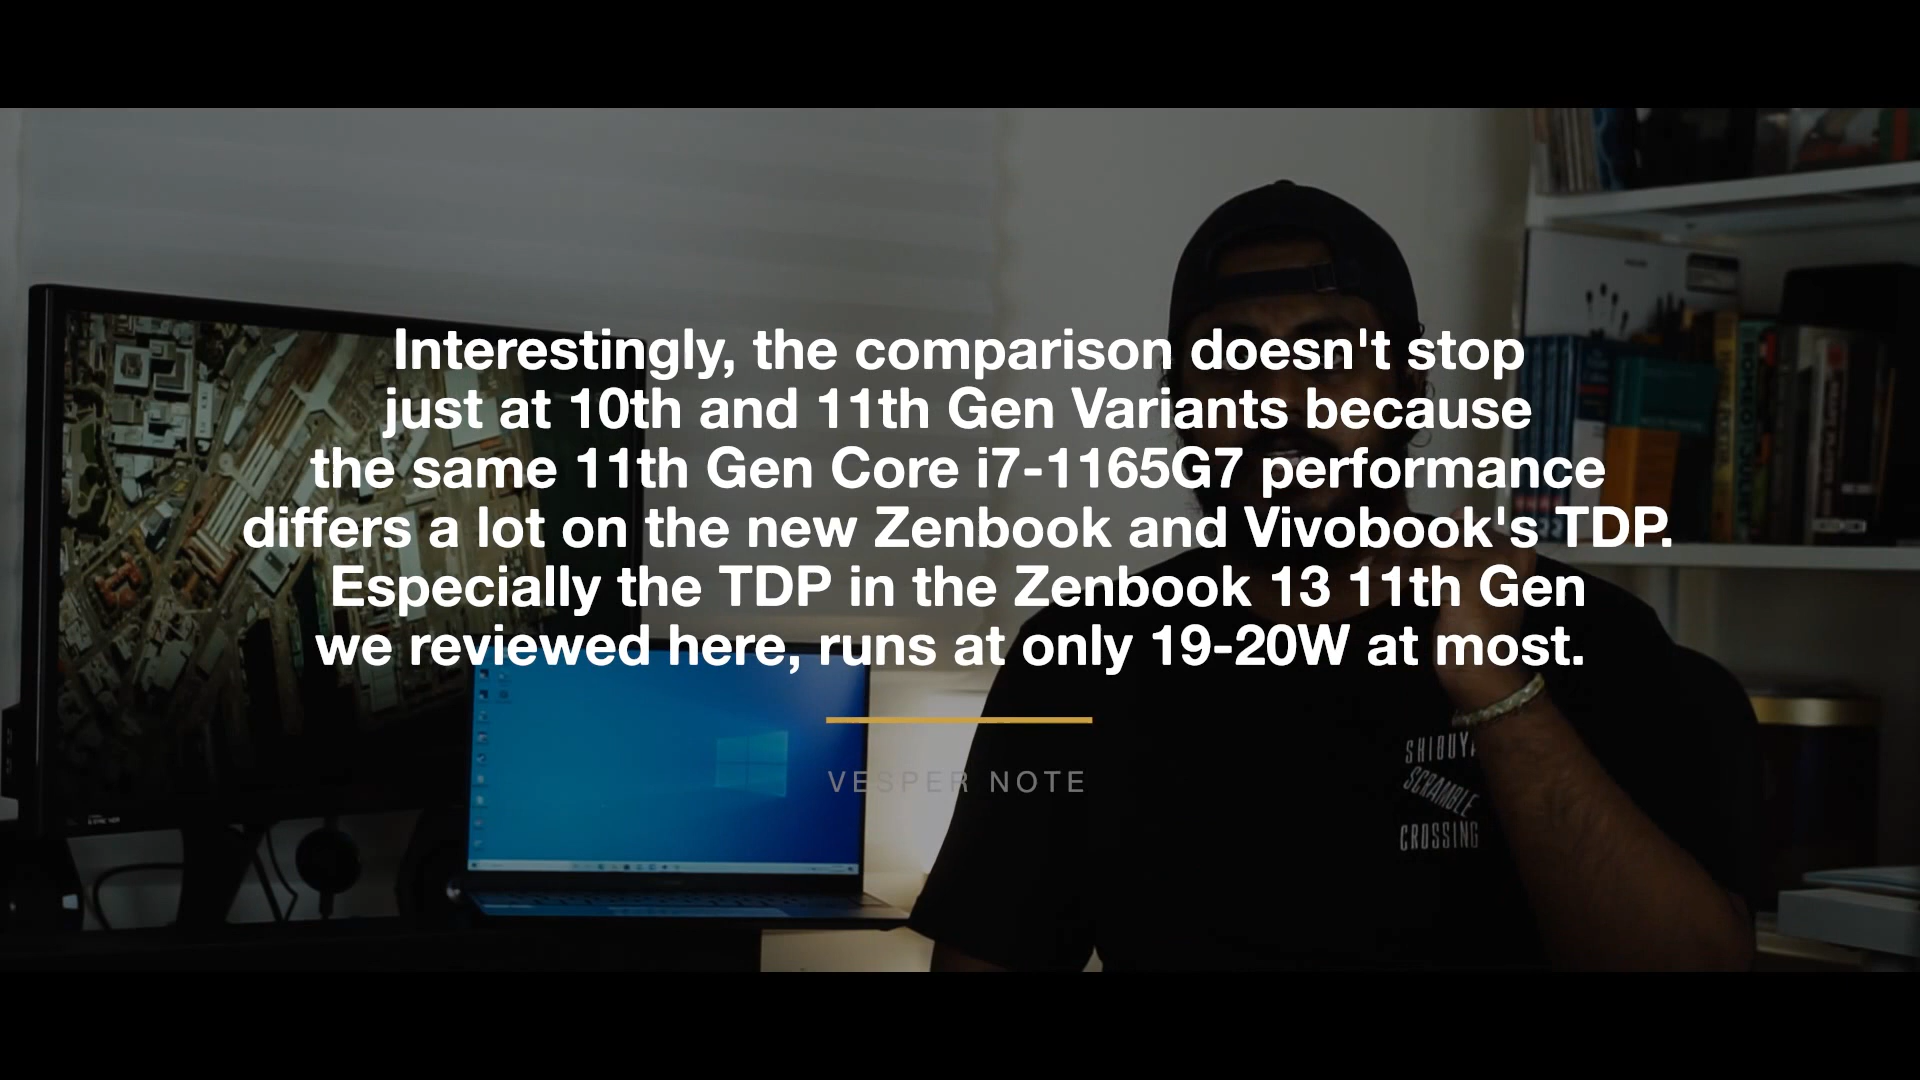 Interestingly, the comparison doesn't stop
just at 10th and 11th Gen Variants because
the same 11th Gen Core i7-1165G7 performance
differs a lot on the new Zenbook and Vivobook's TDP.
Especially the TDP in the Zenbook 13 11th Gen
we reviewed here, runs at only 19-20W at most.
VESPER NOTE
SHIBUYA
SCRAMBLE
CROSSING